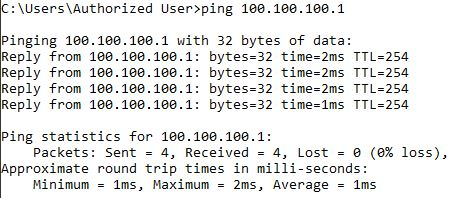 C:\Users\Authorized User>ping 100.100.100.1
Pinging 100.100.100.1 with 32 bytes of data:
Reply from 100.100.100.1: bytes=32 time=2ms TTL=254
Reply from 100.100.100.1: bytes=32 time=2ms TTL=254
Reply from 100.100.100.1: bytes=32 time=2ms TTL=254
Reply from 100.100.100.1: bytes=32 time=1ms TTL=254
Ping statistics for 100.100.100.1:
    Packets: Sent = 4, Received = 4, Lost = 0 (0% loss),
Approximate round trip times in milli-seconds:
    Minimum = 1ms, Maximum = 2ms, Average = 1ms